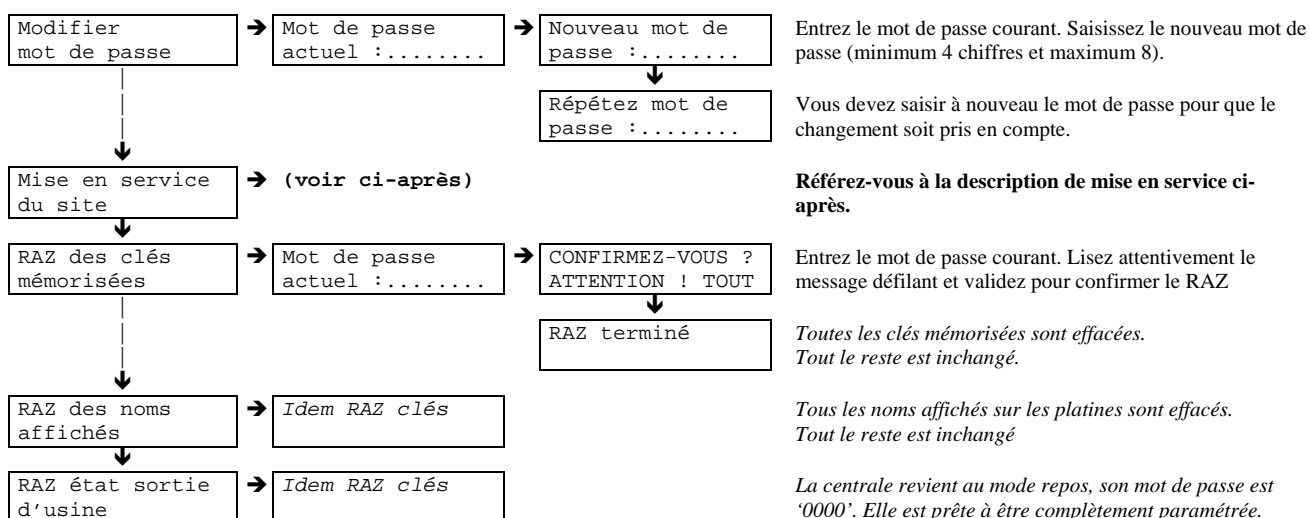 Modifier
mot de passe
Mot de passe
actuel :........
Nouveau mot de
passe :........
Entrez le mot de passe courant. Saisissez le nouveau mot de
passe (minimum 4 chiffres et maximum 8).
Répétez mot de
passe :........
Vous devez saisir à nouveau le mot de passe pour que le
changement soit pris en compte.
Mise en service
du site
(voir ci-après)
Référez-vous à la description de mise en service ci-
après.
RAZ des clés
mémorisées
Mot de passe
actuel :........
CONFIRMEZ-VOUS ?
ATTENTION ! TOUT
Entrez le mot de passe courant. Lisez attentivement le
message défilant et validez pour confirmer le RAZ
RAZ terminé
Toutes les clés mémorisées sont effacées.
Tout le reste est inchangé.
RAZ des noms
affichés
Idem RAZ clés
Tous les noms affichés sur les platines sont effacés.
Tout le reste est inchangé
RAZ état sortie
d'usine
Idem RAZ clés
La centrale revient au mode repos, son mot de passe est
‘0000’. Elle est prête à être complètement paramétrée.